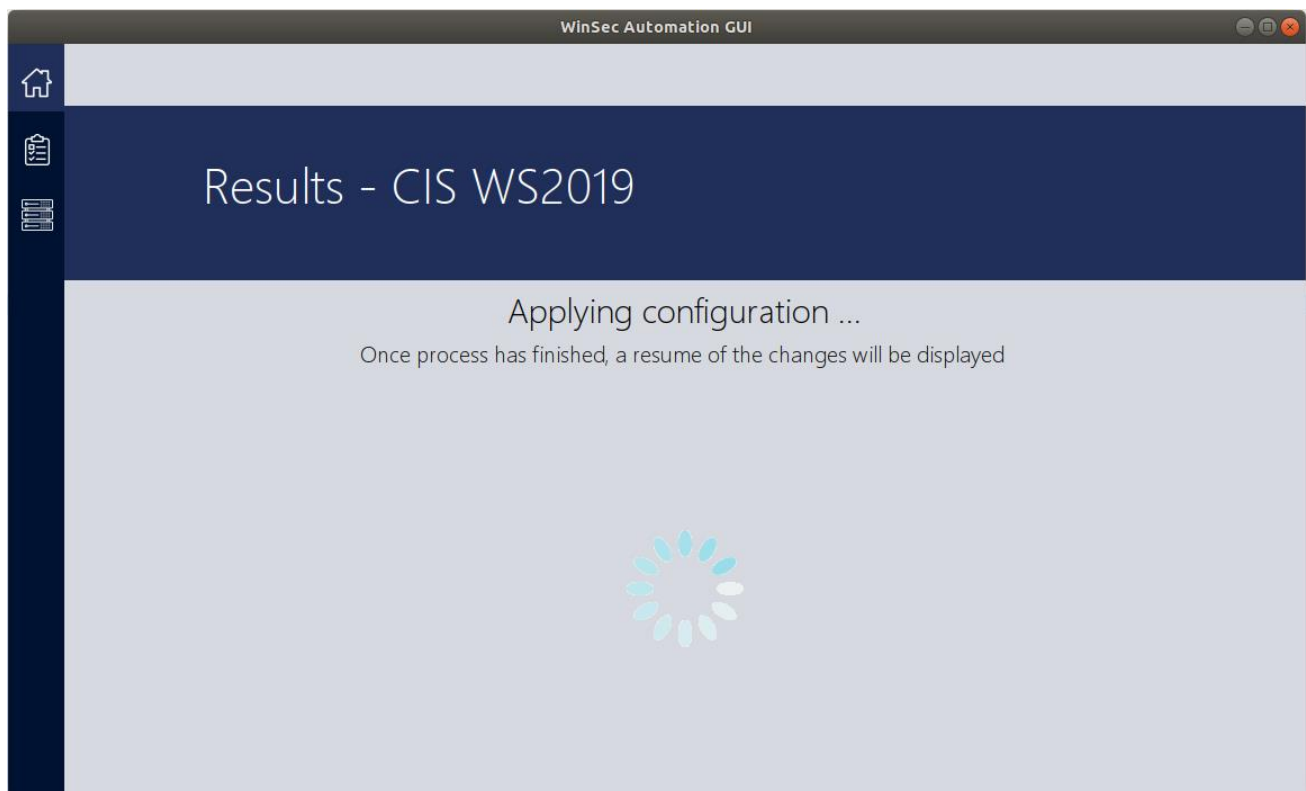 WinSec Automation GUI
Results - CIS WS2019
Applying configuration ...
Once process has finished, a resume of the changes will be displayed